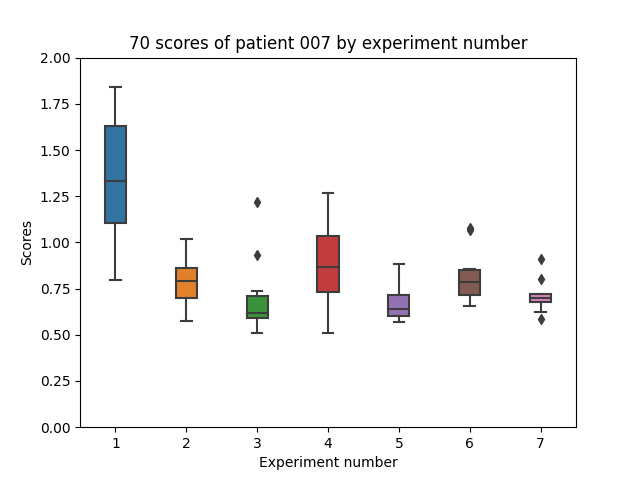 70 scores of patient 007 by experiment number
2.00
1.75
1.50
1.25
1.00
0.75
0.50
0.25
0.00
Scores
1 2 3 4 5 6 7
Experiment number